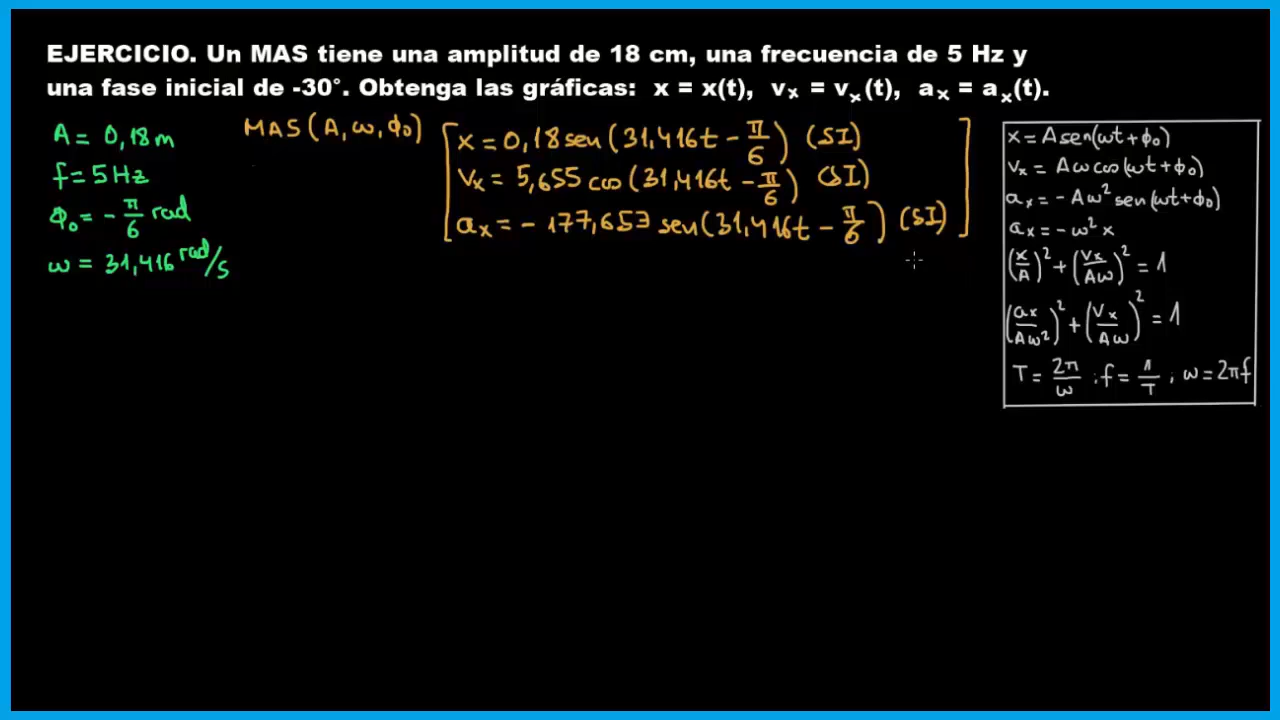 EJERCICIO. Un MAS tiene una amplitud de 18 cm, una frecuencia de 5 Hz y
una fase inicial de -30°. Obtenga las gráficas: x = x(t), vₓ = vₓ(t), aₓ = aₓ(t).
A = 0,18 m
f = 5 Hz
ϕ₀ = - π/6 rad
ω = 31,416 rad/s
MAS (A, ω, ϕ₀)
x = 0,18 sen (31,416t - π/6) (SI)
vₓ = 5,655 cos (31,416t - π/6) (SI)
aₓ = - 177,653 sen (31,416t - π/6) (SI)
x = A sen(ωt + ϕ₀)
vₓ = Aω cos(ωt + ϕ₀)
aₓ = - Aω² sen(ωt + ϕ₀)
aₓ = - ω² x
(x/A)² + (vₓ/Aω)² = 1
(aₓ/Aω²)² + (vₓ/Aω)² = 1
T = 2π/ω ; f = 1/T ; ω = 2πf